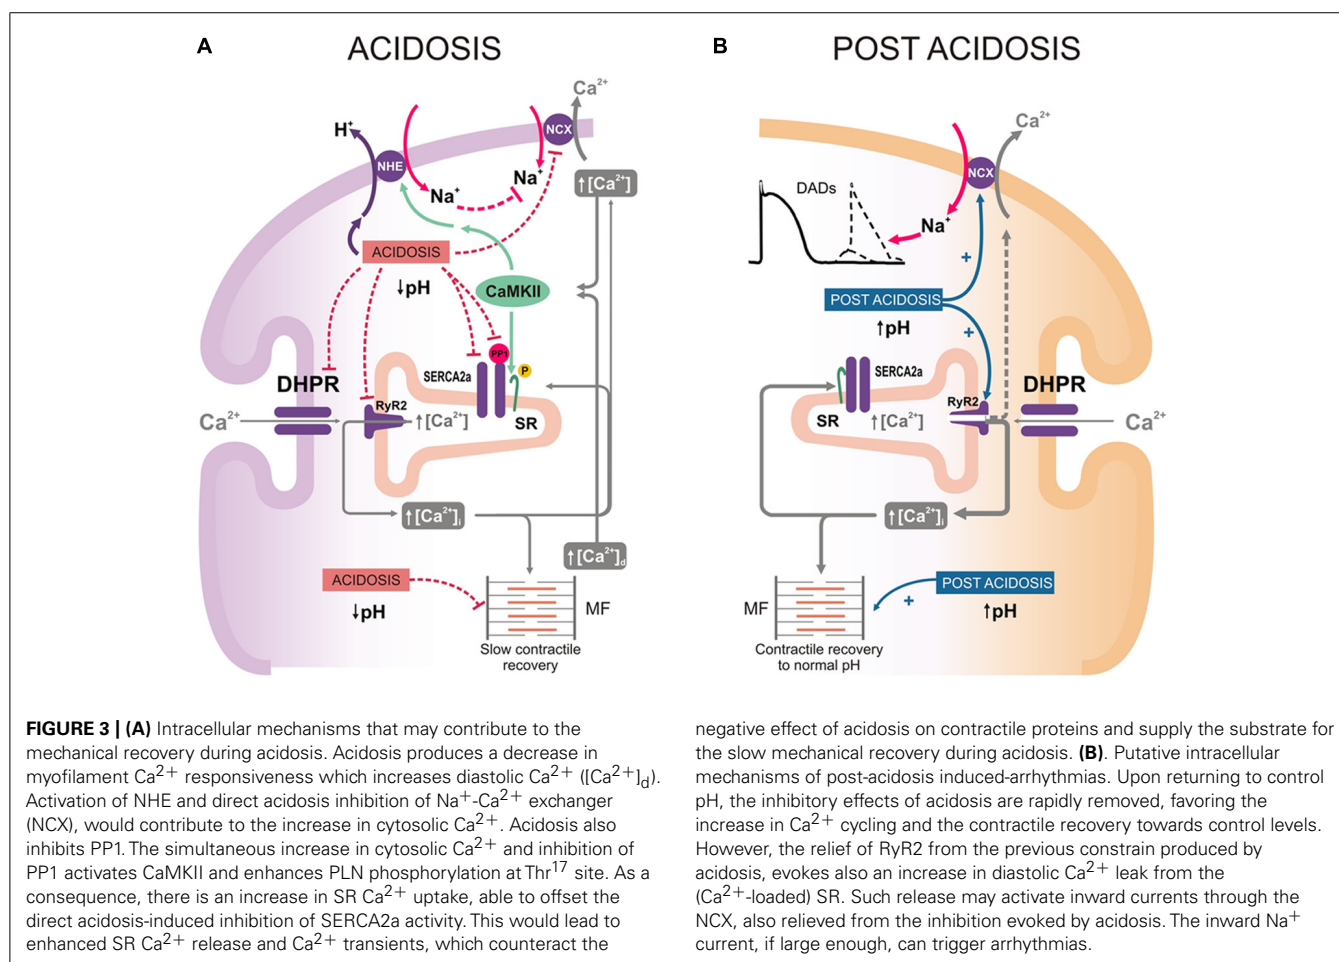 A
ACIDOSIS
Ca2+
NCX
H+
NHE
Na+
Na+
↑[Ca2+]
ACIDOSIS
↓pH
CaMKII
PP1
P
SERCA2a
DHPR
RyR2
Ca2+
↑[Ca2+]
SR
↑[Ca2+]i
↑[Ca2+]d
ACIDOSIS
↓pH
MF
Slow contractile
recovery
B
POST ACIDOSIS
Ca2+
NCX
DADs
Na+
+
POST ACIDOSIS
↑pH
+
SERCA2a
RyR2
DHPR
SR
↑[Ca2+]
Ca2+
↑[Ca2+]i
POST ACIDOSIS
+
↑pH
MF
Contractile recovery
to normal pH
FIGURE 3 | (A) Intracellular mechanisms that may contribute to the
mechanical recovery during acidosis. Acidosis produces a decrease in
myofilament Ca2+ responsiveness which increases diastolic Ca2+ ([Ca2+]d).
Activation of NHE and direct acidosis inhibition of Na+-Ca2+ exchanger
(NCX), would contribute to the increase in cytosolic Ca2+. Acidosis also
inhibits PP1. The simultaneous increase in cytosolic Ca2+ and inhibition of
PP1 activates CaMKII and enhances PLN phosphorylation at Thr17 site. As a
consequence, there is an increase in SR Ca2+ uptake, able to offset the
direct acidosis-induced inhibition of SERCA2a activity. This would lead to
enhanced SR Ca2+ release and Ca2+ transients, which counteract the
negative effect of acidosis on contractile proteins and supply the substrate for
the slow mechanical recovery during acidosis. (B). Putative intracellular
mechanisms of post-acidosis induced-arrhythmias. Upon returning to control
pH, the inhibitory effects of acidosis are rapidly removed, favoring the
increase in Ca2+ cycling and the contractile recovery towards control levels.
However, the relief of RyR2 from the previous constrain produced by
acidosis, evokes also an increase in diastolic Ca2+ leak from the
(Ca2+-loaded) SR. Such release may activate inward currents through the
NCX, also relieved from the inhibition evoked by acidosis. The inward Na+
current, if large enough, can trigger arrhythmias.